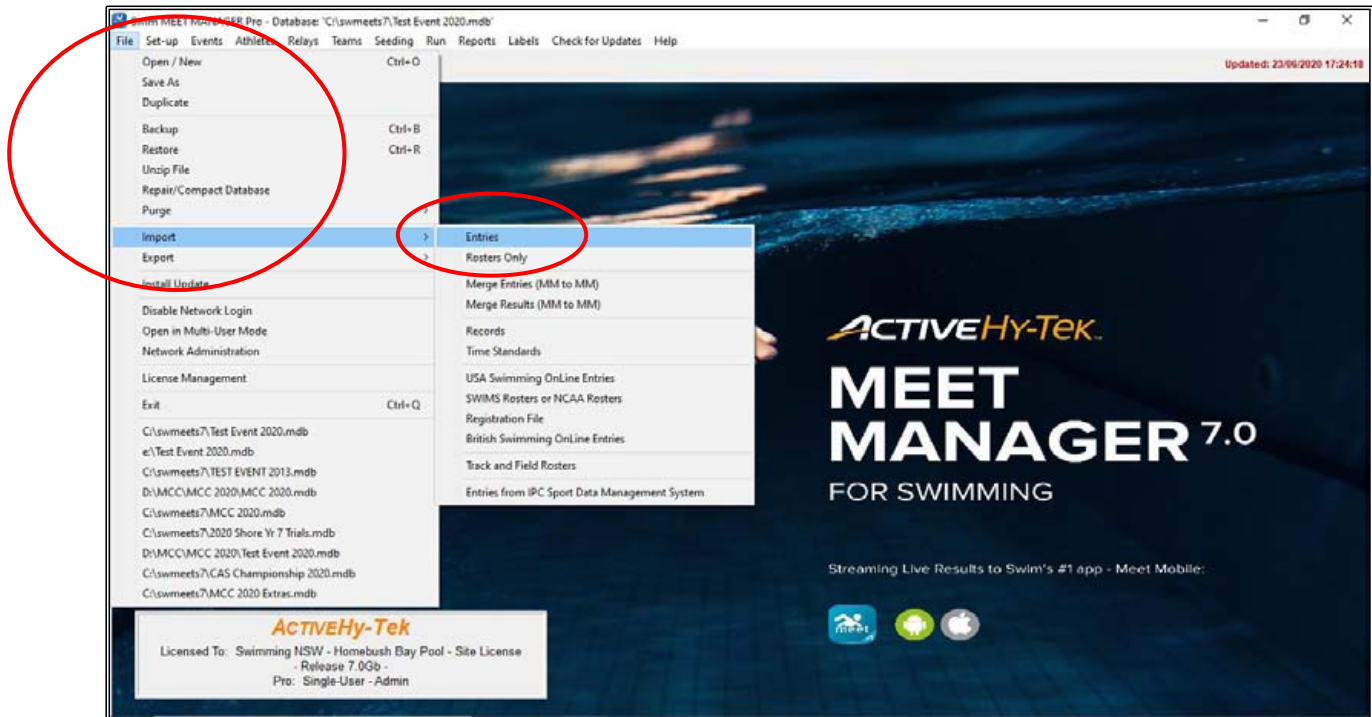 Swim MEET MANAGER Pro - Database: 'C:\swmeets7\Test Event 2020.mdb'
File Set-up Events Athletes Relays Teams Seeding Run Reports Labels Check for Updates Help
Updated: 23/06/2020 17:24:18
Open / New Ctrl+O
Save As
Duplicate
Backup Ctrl+B
Restore Ctrl+R
Unzip File
Repair/Compact Database
Purge >
Import >
Export >
Install Update
Disable Network Login
Open in Multi-User Mode
Network Administration
License Management
Exit Ctrl+Q
C:\swmeets7\Test Event 2020.mdb
e:\Test Event 2020.mdb
C:\swmeets7\TEST EVENT 2013.mdb
D:\MCC\MCC 2020\MCC 2020.mdb
C:\swmeets7\MCC 2020.mdb
C:\swmeets7\2020 Shore Yr 7 Trials.mdb
D:\MCC\MCC 2020\Test Event 2020.mdb
C:\swmeets7\CAS Championship 2020.mdb
C:\swmeets7\MCC 2020 Extras.mdb
Entries
Rosters Only
Merge Entries (MM to MM)
Merge Results (MM to MM)
Records
Time Standards
USA Swimming OnLine Entries
SWIMS Rosters or NCAA Rosters
Registration File
British Swimming OnLine Entries
Track and Field Rosters
Entries from IPC Sport Data Management System
ACTIVEHy-Tek
MEET
MANAGER 7.0
FOR SWIMMING
Streaming Live Results to Swim's #1 app - Meet Mobile:
meet
ACTIVEHy-Tek
Licensed To: Swimming NSW - Homebush Bay Pool - Site License
- Release 7.0Gb -
Pro: Single-User - Admin